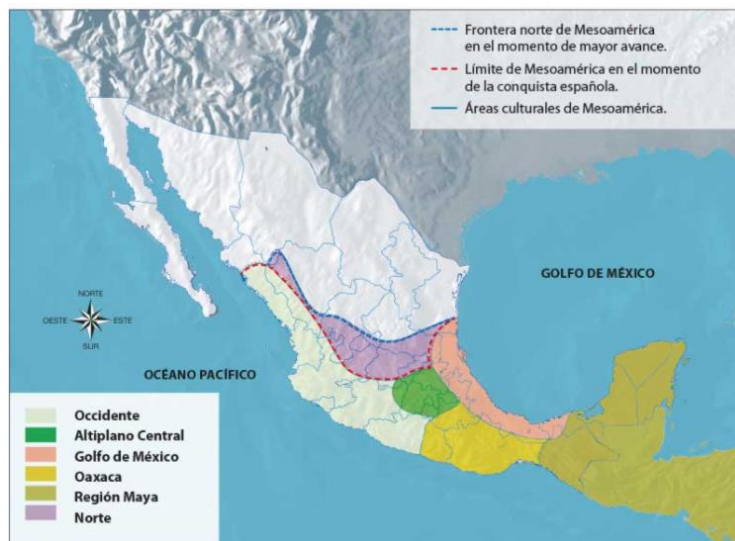 Frontera norte de Mesoamérica
en el momento de mayor avance.
Límite de Mesoamérica en el momento
de la conquista española.
Áreas culturales de Mesoamérica.
GOLFO DE MÉXICO
NORTE
OESTE
ESTE
SUR
OCÉANO PACÍFICO
Occidente
Altiplano Central
Golfo de México
Oaxaca
Región Maya
Norte